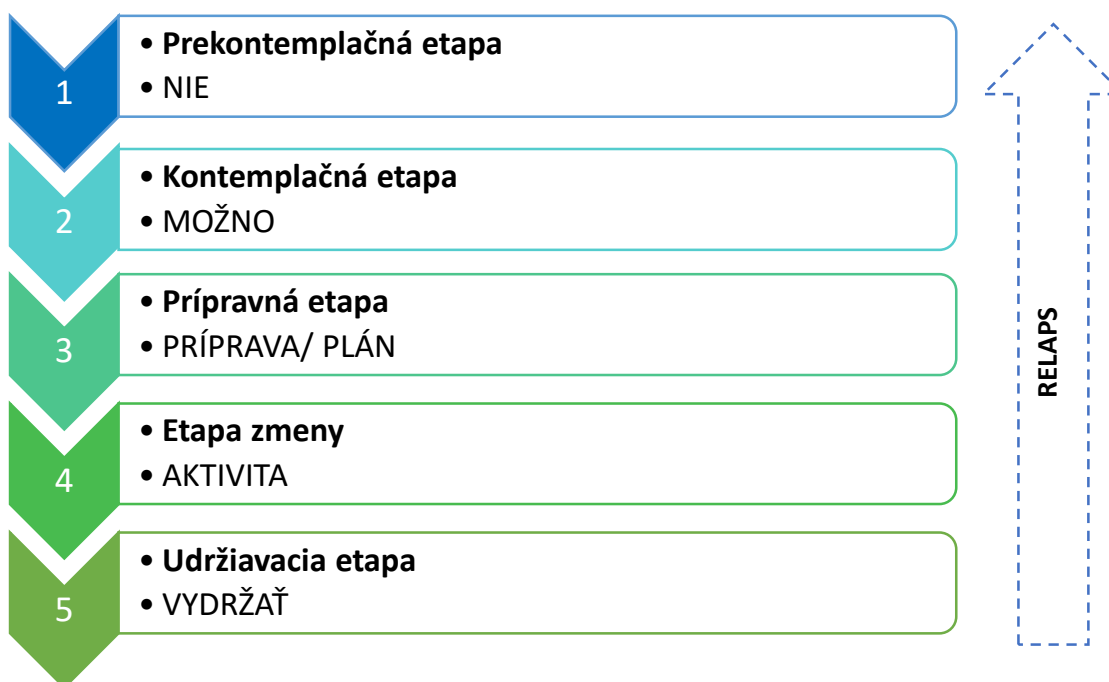 1
• Prekontemplačná etapa
• NIE
2
• Kontemplačná etapa
• MOŽNO
3
• Prípravná etapa
• PRÍPRAVA/ PLÁN
4
• Etapa zmeny
• AKTIVITA
5
• Udržiavacia etapa
• VYDRŽAŤ
RELAPS